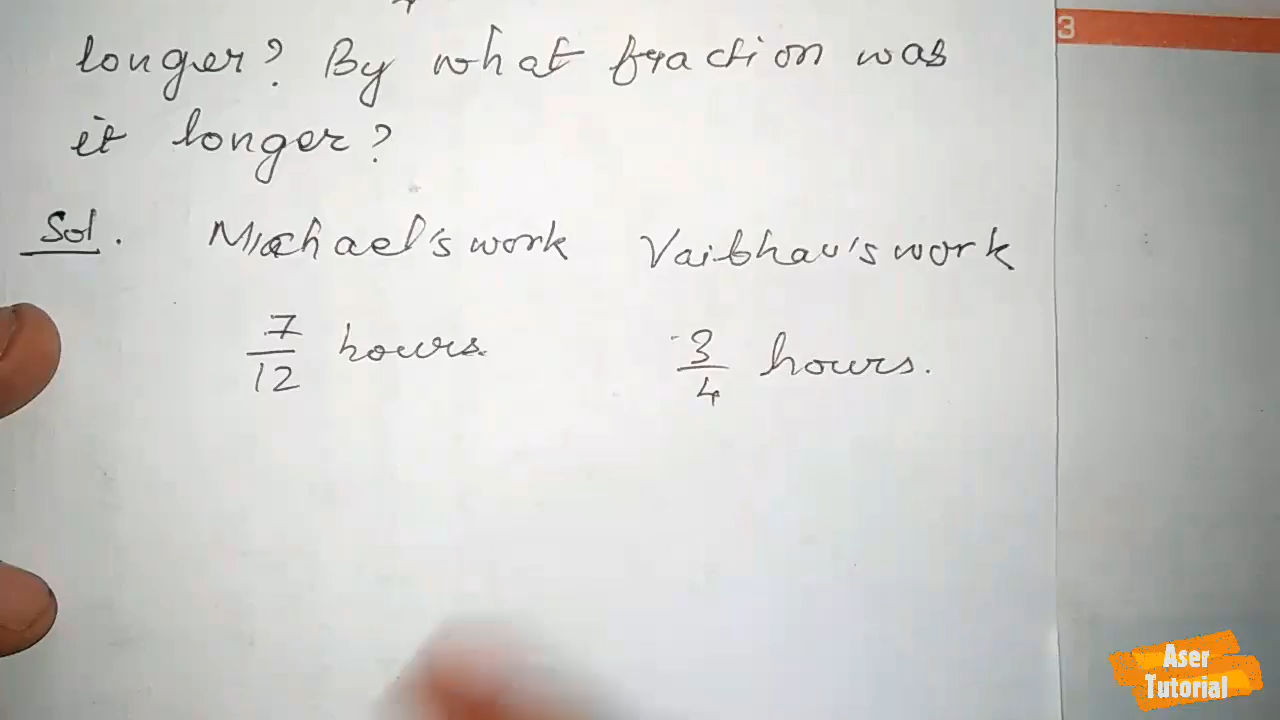 longer? By what fraction was
it longer?
Sol. Miachael's work Vaibhav's work
7/12 hours. 3/4 hours.
3
Aser
Tutorial